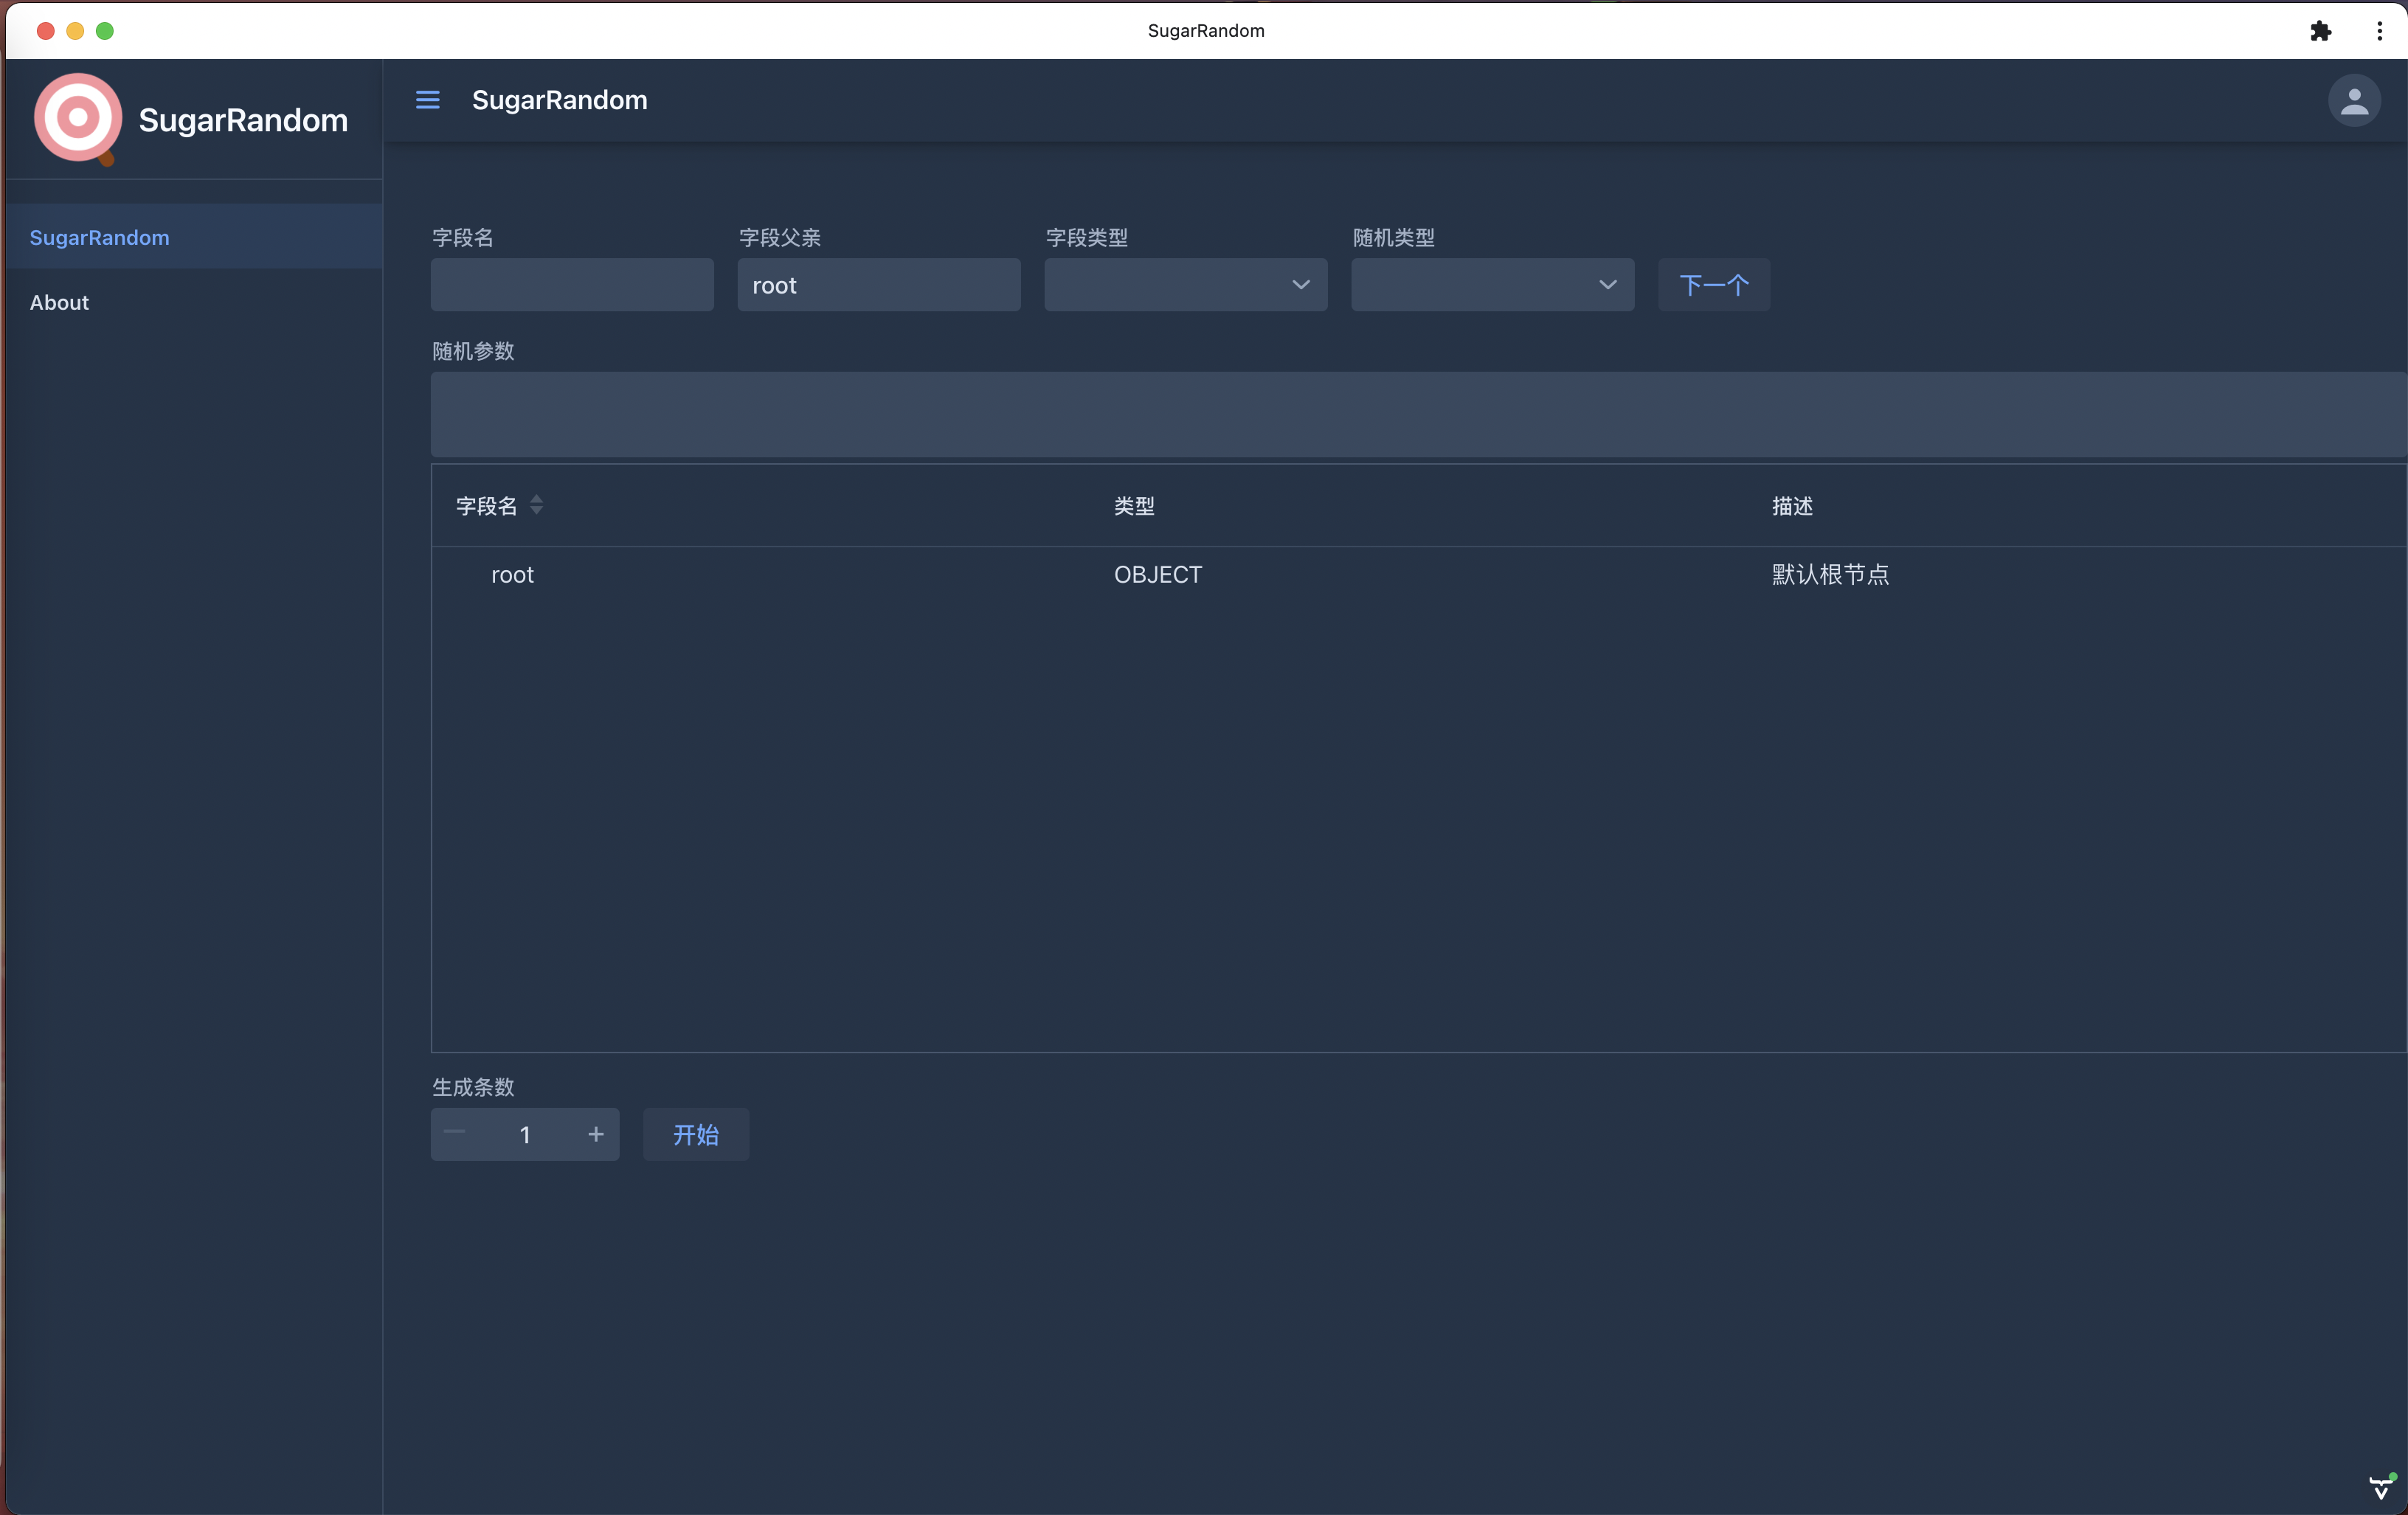 SugarRandom
SugarRandom
SugarRandom
SugarRandom
About
字段名 字段父亲 字段类型 随机类型
root 下一个
随机参数
字段名 类型 描述
root OBJECT 默认根节点
生成条数
1 开始